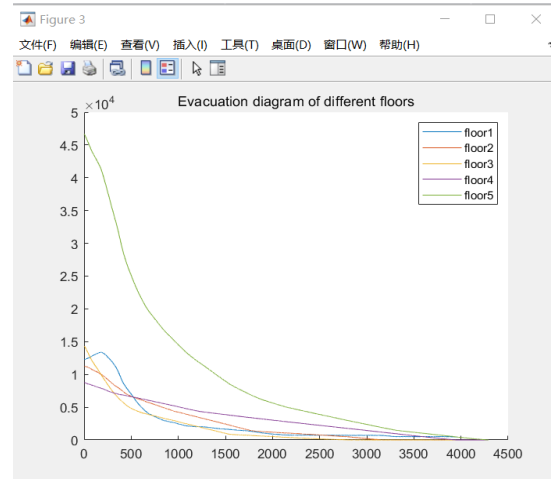 Figure 3
文件(F) 编辑(E) 查看(V) 插入(I) 工具(T) 桌面(D) 窗口(W) 帮助(H)
×10⁴
Evacuation diagram of different floors
5
4.5
4
3.5
3
2.5
2
1.5
1
0.5
0
floor1
floor2
floor3
floor4
floor5
0 500 1000 1500 2000 2500 3000 3500 4000 4500